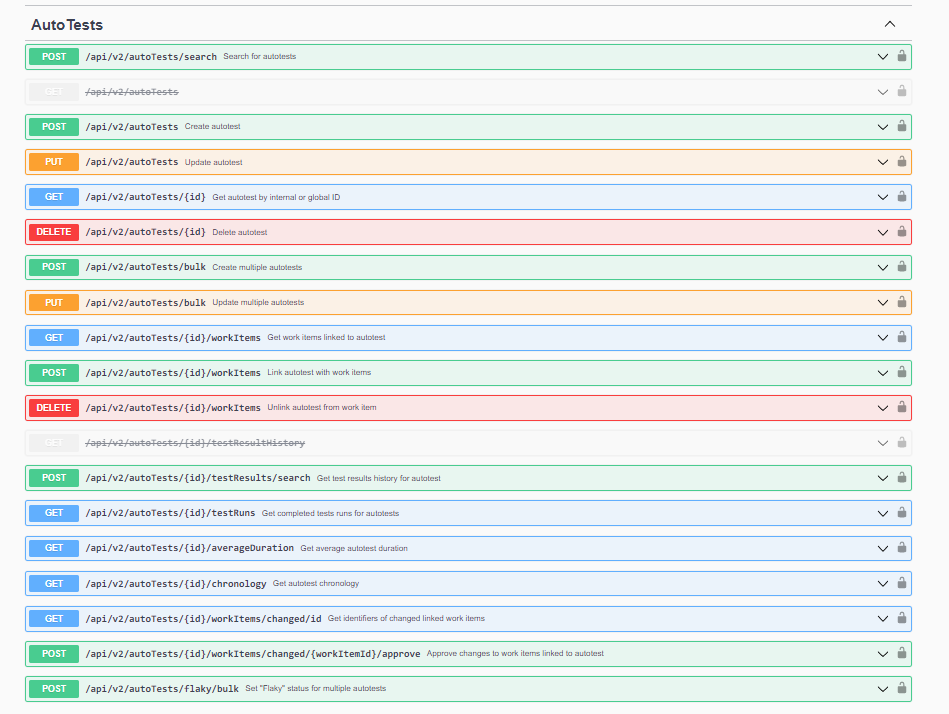 AutoTests
POST /api/v2/autoTests/search Search for autotests
GET /api/v2/autoTests
POST /api/v2/autoTests Create autotest
PUT /api/v2/autoTests Update autotest
GET /api/v2/autoTests/{id} Get autotest by internal or global ID
DELETE /api/v2/autoTests/{id} Delete autotest
POST /api/v2/autoTests/bulk Create multiple autotests
PUT /api/v2/autoTests/bulk Update multiple autotests
GET /api/v2/autoTests/{id}/workItems Get work items linked to autotest
POST /api/v2/autoTests/{id}/workItems Link autotest with work items
DELETE /api/v2/autoTests/{id}/workItems Unlink autotest from work item
GET /api/v2/autoTests/{id}/testResultHistory
POST /api/v2/autoTests/{id}/testResults/search Get test results history for autotest
GET /api/v2/autoTests/{id}/testRuns Get completed tests runs for autotests
GET /api/v2/autoTests/{id}/averageDuration Get average autotest duration
GET /api/v2/autoTests/{id}/chronology Get autotest chronology
GET /api/v2/autoTests/{id}/workItems/changed/id Get identifiers of changed linked work items
POST /api/v2/autoTests/{id}/workItems/changed/{workItemId}/approve Approve changes to work items linked to autotest
POST /api/v2/autoTests/flaky/bulk Set "Flaky" status for multiple autotests